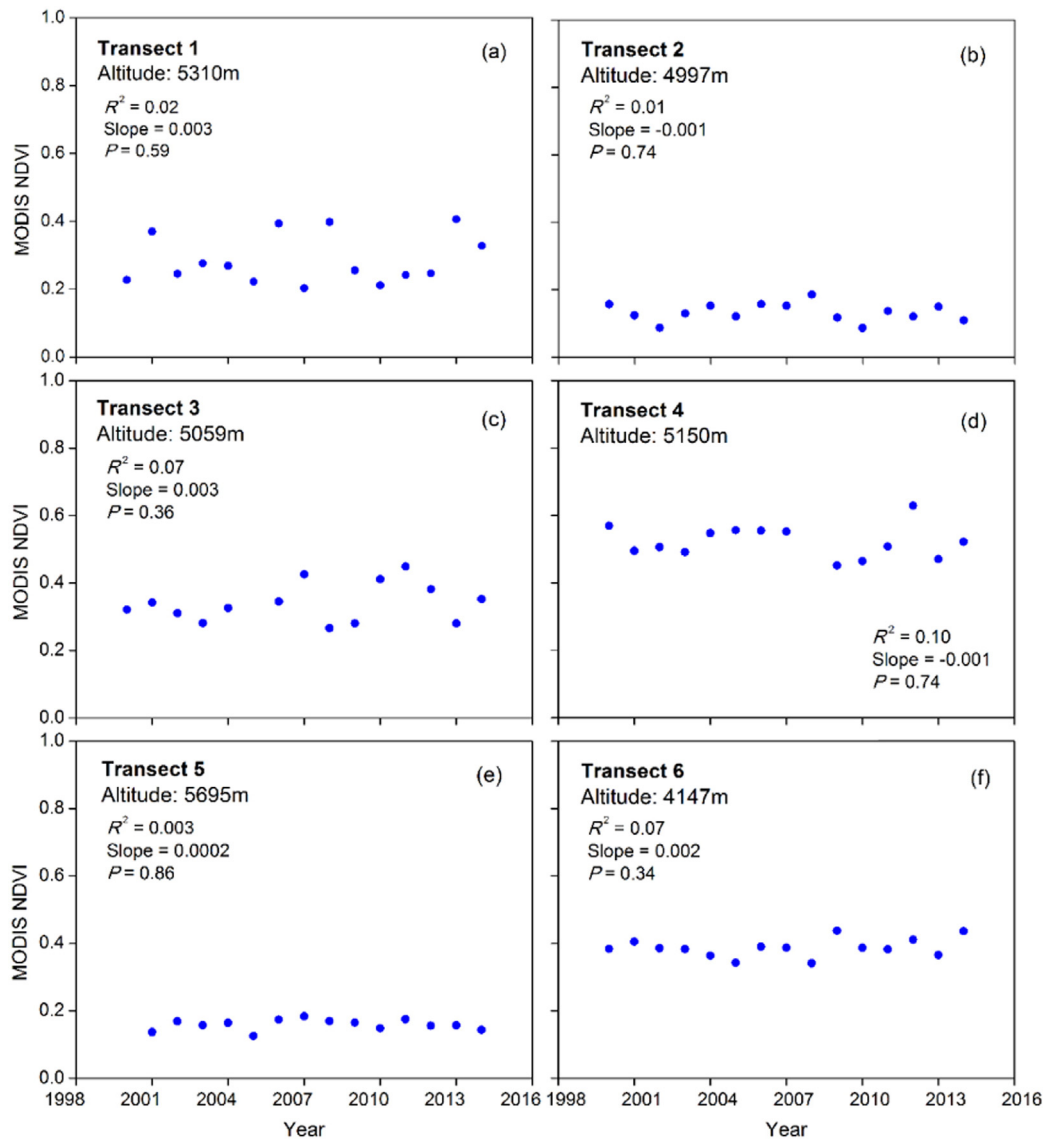 Transect 1
(a)
Altitude: 5310m
R² = 0.02
Slope = 0.003
P = 0.59
MODIS NDVI
1.0
0.8
0.6
0.4
0.2
0.0
Transect 2
(b)
Altitude: 4997m
R² = 0.01
Slope = -0.001
P = 0.74
Transect 3
(c)
Altitude: 5059m
R² = 0.07
Slope = 0.003
P = 0.36
MODIS NDVI
1.0
0.8
0.6
0.4
0.2
0.0
Transect 4
(d)
Altitude: 5150m
R² = 0.10
Slope = -0.001
P = 0.74
Transect 5
(e)
Altitude: 5695m
R² = 0.003
Slope = 0.0002
P = 0.86
MODIS NDVI
1.0
0.8
0.6
0.4
0.2
0.0
1998 2001 2004 2007 2010 2013 2016
Year
Transect 6
(f)
Altitude: 4147m
R² = 0.07
Slope = 0.002
P = 0.34
1998 2001 2004 2007 2010 2013 2016
Year